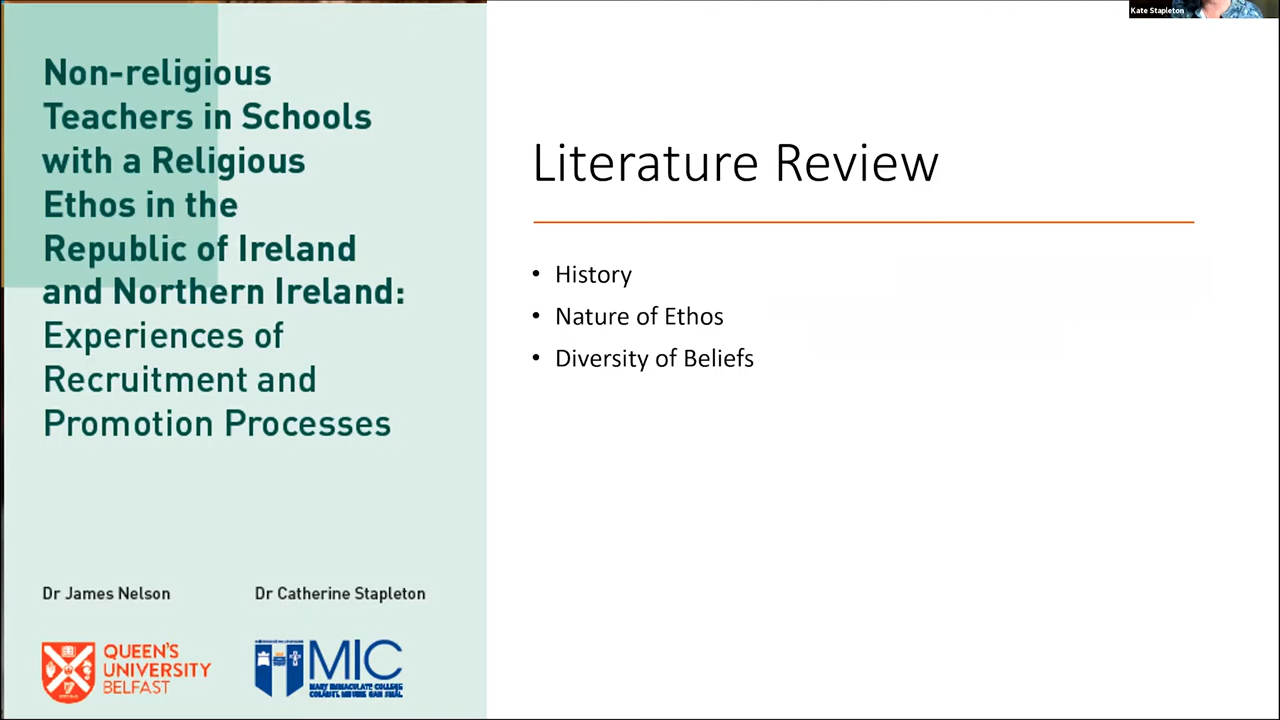 Kate Stapleton
Non-religious
Teachers in Schools
with a Religious
Ethos in the
Republic of Ireland
and Northern Ireland:
Experiences of
Recruitment and
Promotion Processes
Dr James Nelson
Dr Catherine Stapleton
QUEEN'S
UNIVERSITY
BELFAST
MIC
MARY IMMACULATE COLLEGE
COLÁISTE MHUIRE GAN SMÁL
Literature Review
• History
• Nature of Ethos
• Diversity of Beliefs